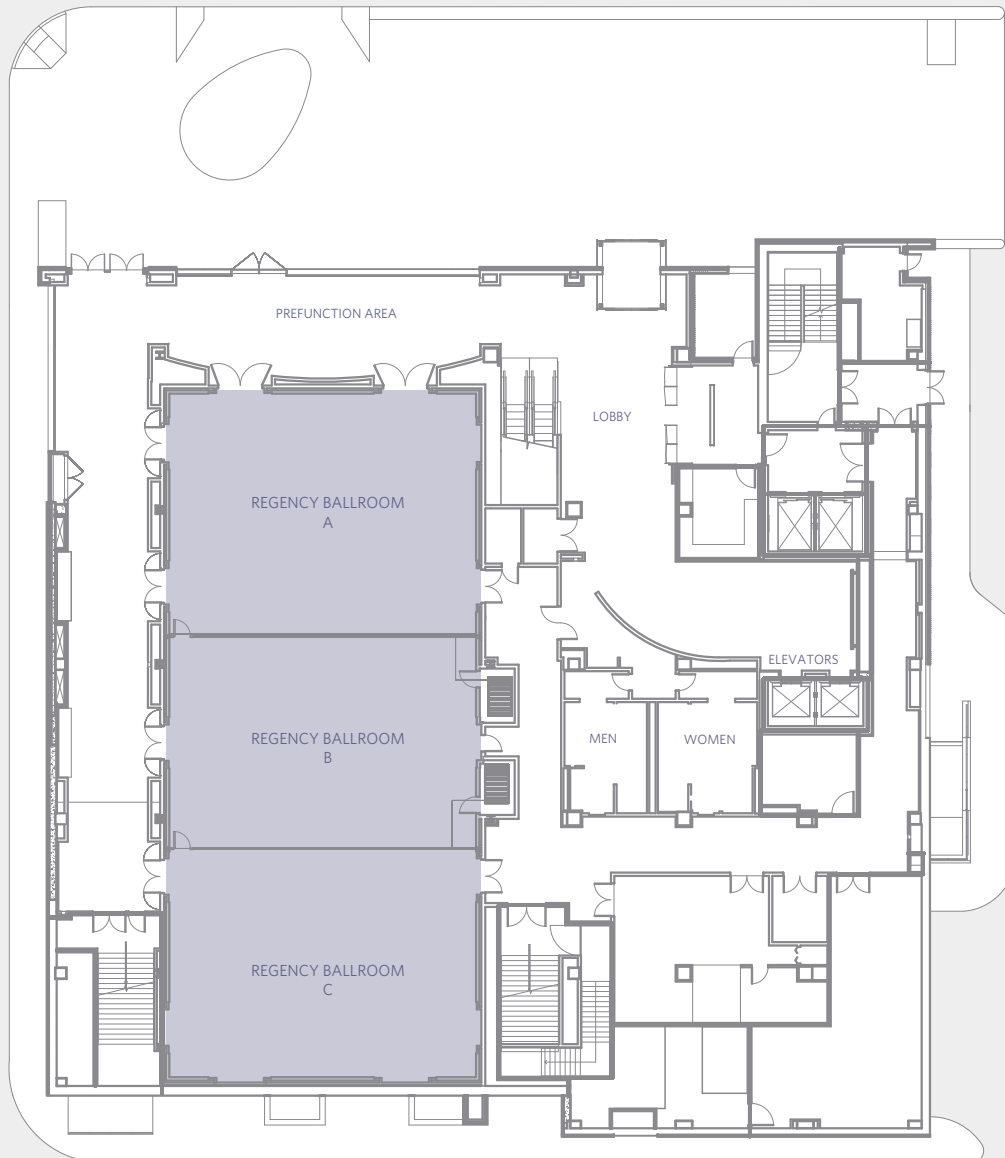 PREFUNCTION AREA
LOBBY
REGENCY BALLROOM
A
ELEVATORS
REGENCY BALLROOM
B
MEN
WOMEN
REGENCY BALLROOM
C